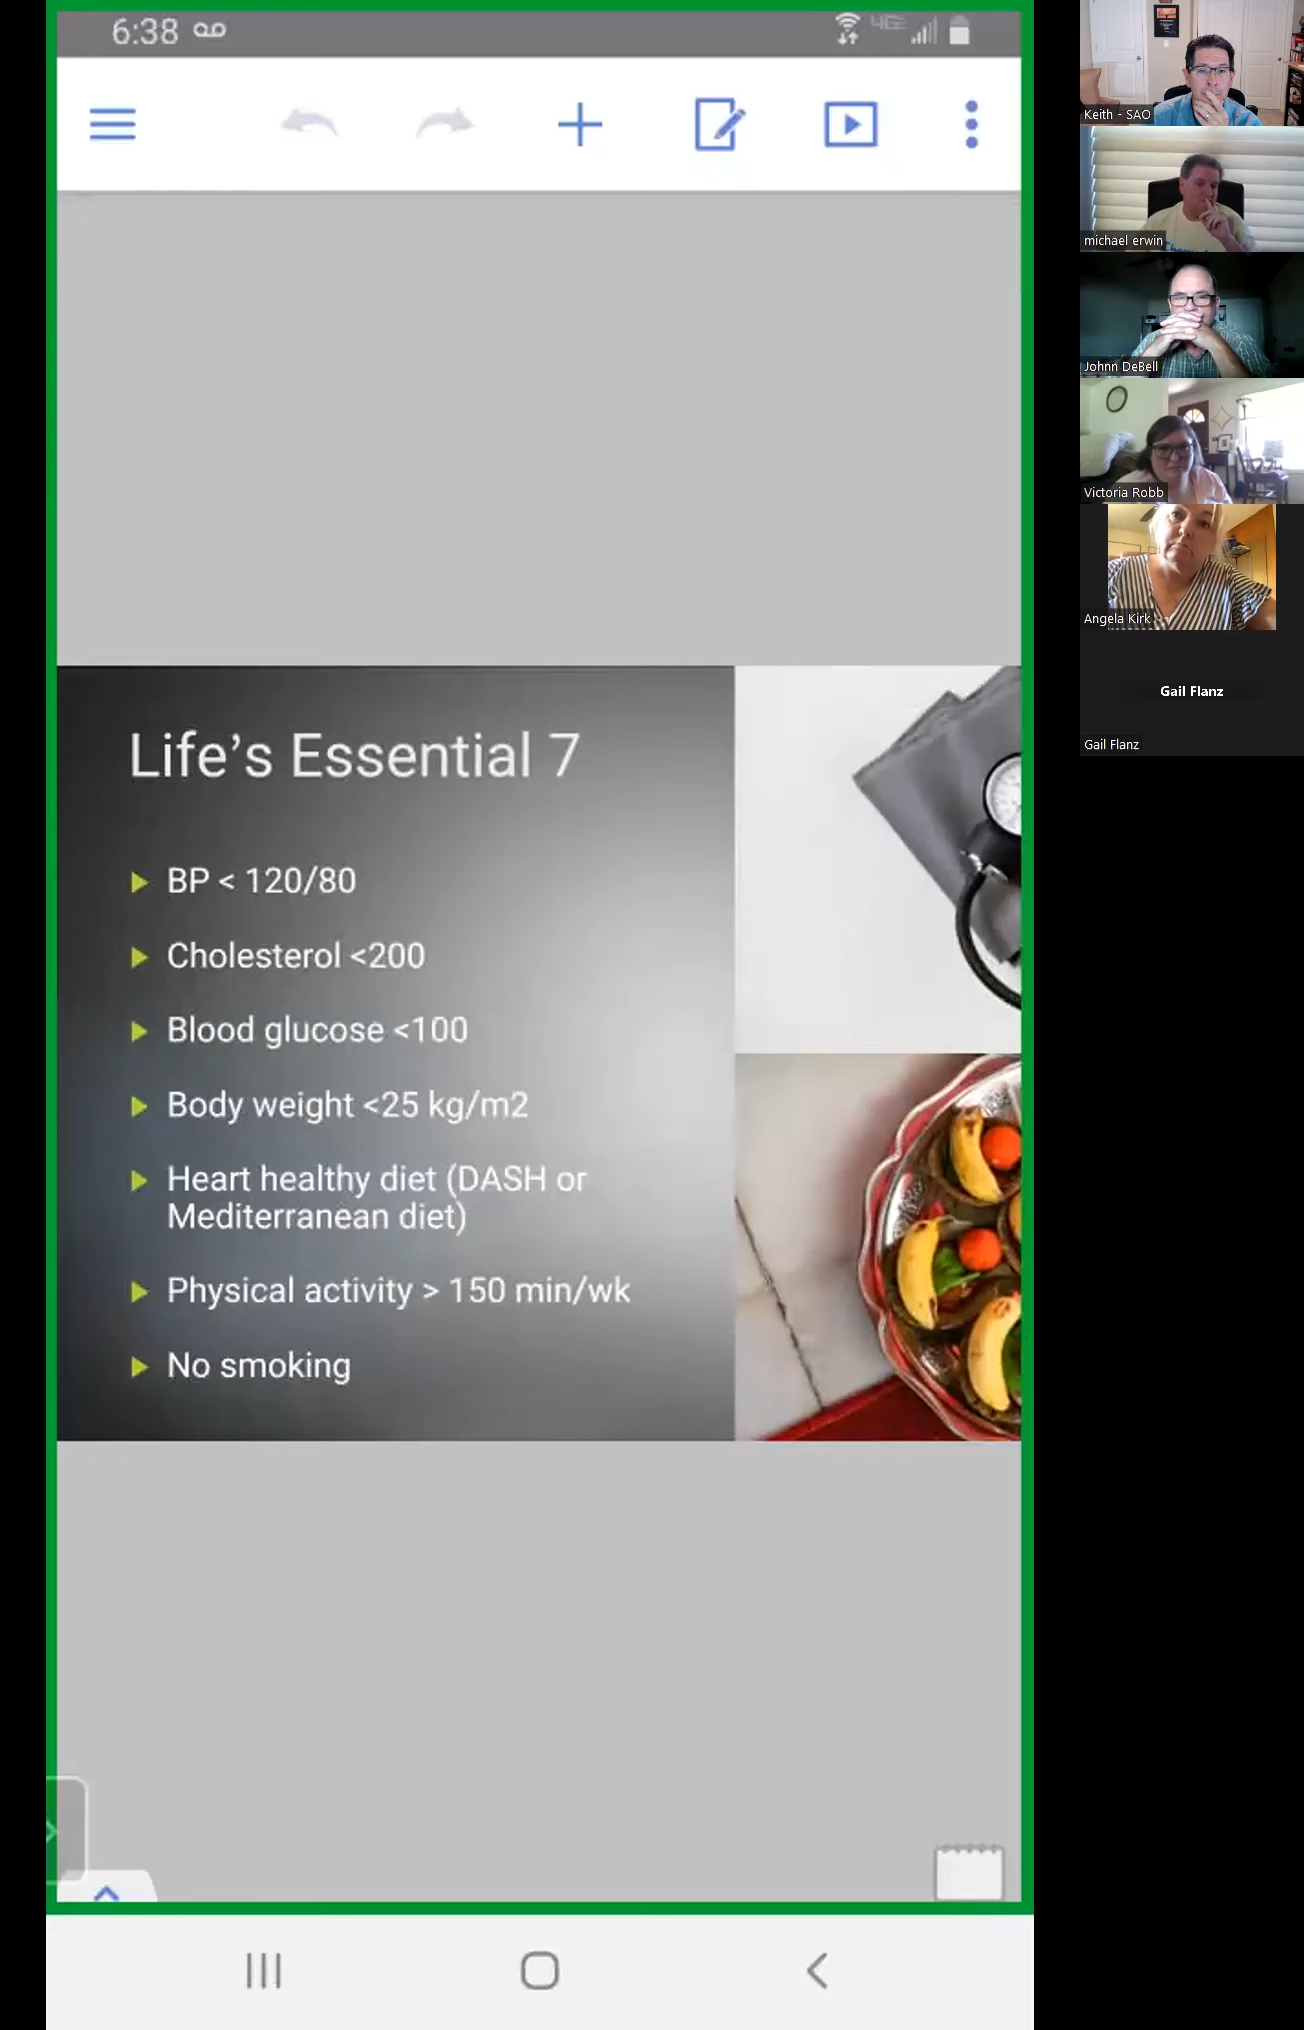 6:38
4GE
Life's Essential 7
BP < 120/80
Cholesterol <200
Blood glucose <100
Body weight <25 kg/m2
Heart healthy diet (DASH or
Mediterranean diet)
Physical activity > 150 min/wk
No smoking
Keith - SAO
michael erwin
Johnn DeBell
Victoria Robb
Angela Kirk
Gail Flanz
Gail Flanz